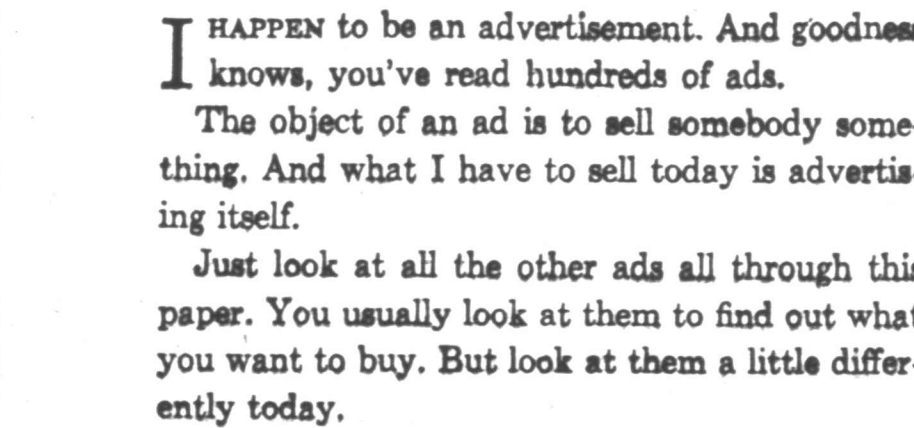 I HAPPEN to be an advertisement. And goodness
knows, you've read hundreds of ads.
The object of an ad is to sell somebody some-
thing. And what I have to sell today is advertis-
ing itself.
Just look at all the other ads all through this
paper. You usually look at them to find out what
you want to buy. But look at them a little differ-
ently today.